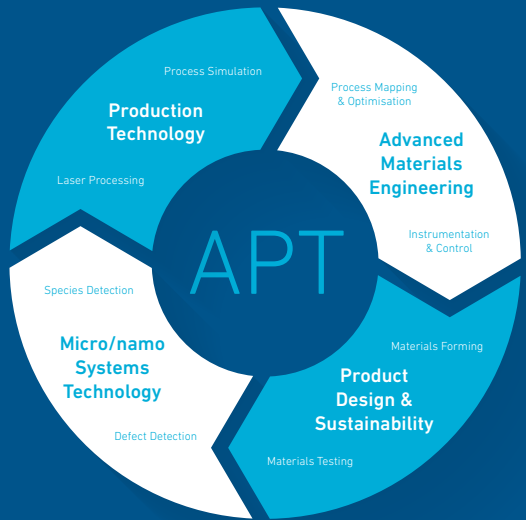 Process Simulation
Production
Technology
Laser Processing
Process Mapping
& Optimisation
Advanced
Materials
Engineering
Instrumentation
& Control
APT
Species Detection
Micro/namo
Systems
Technology
Defect Detection
Materials Forming
Product
Design &
Sustainability
Materials Testing